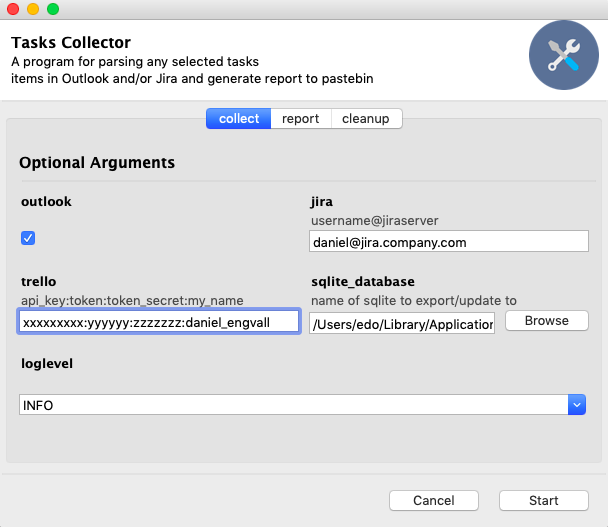 Tasks Collector
A program for parsing any selected tasks
items in Outlook and/or Jira and generate report to pastebin
collect report cleanup
Optional Arguments
outlook
jira
username@jiraserver
daniel@jira.company.com
trello
api_key:token:token_secret:my_name
xxxxxxxxx:yyyyyy:zzzzzzz:daniel_engvall
sqlite_database
name of sqlite to export/update to
/Users/edo/Library/Application
Browse
loglevel
INFO
Cancel Start